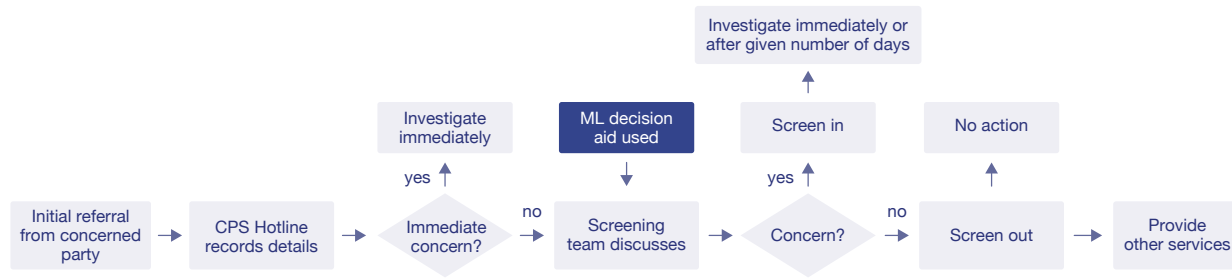 Investigate immediately or
after given number of days
Investigate
immediately
ML decision
aid used
Screen in
No action
yes
yes
Initial referral
from concerned
party
CPS Hotline
records details
Immediate
concern?
no
Screening
team discusses
Concern?
no
Screen out
Provide
other services